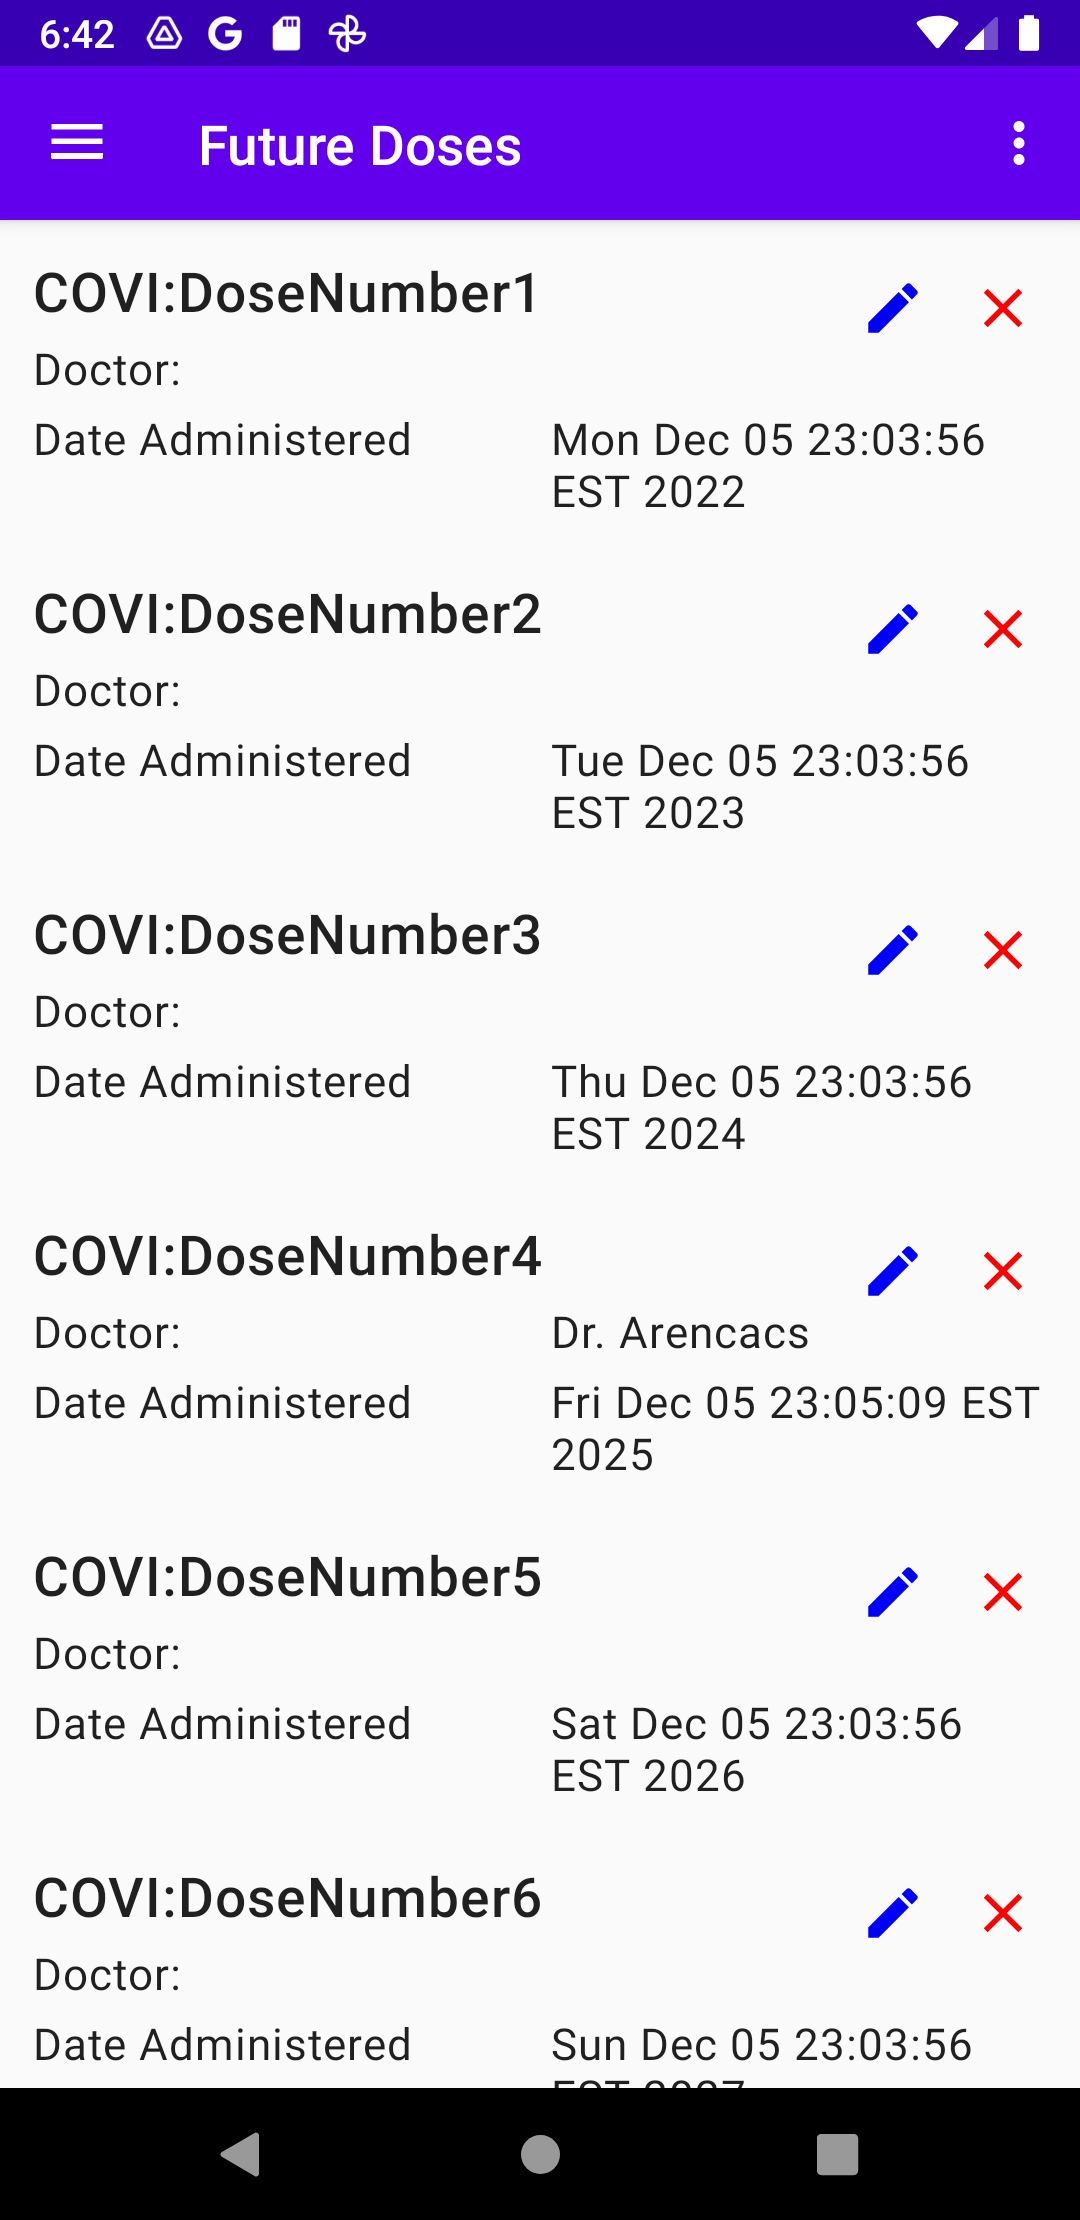 6:42
Future Doses
COVI:DoseNumber1
Doctor:
Date Administered
Mon Dec 05 23:03:56
EST 2022
COVI:DoseNumber2
Doctor:
Date Administered
Tue Dec 05 23:03:56
EST 2023
COVI:DoseNumber3
Doctor:
Date Administered
Thu Dec 05 23:03:56
EST 2024
COVI:DoseNumber4
Doctor:
Dr. Arencacs
Date Administered
Fri Dec 05 23:05:09 EST
2025
COVI:DoseNumber5
Doctor:
Date Administered
Sat Dec 05 23:03:56
EST 2026
COVI:DoseNumber6
Doctor:
Date Administered
Sun Dec 05 23:03:56